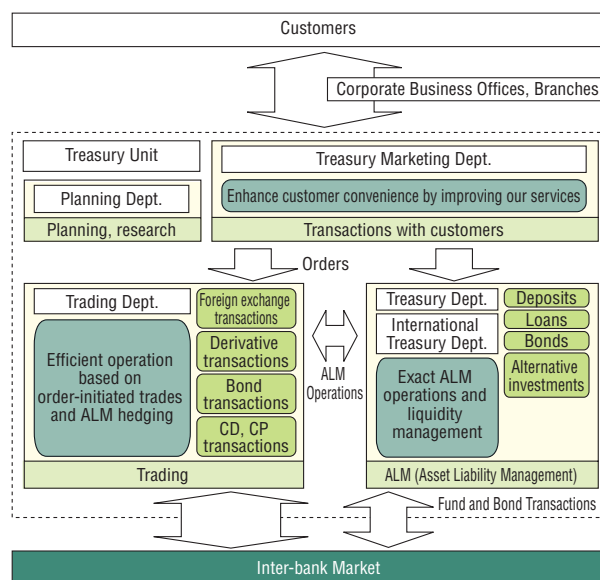 Customers
Corporate Business Offices, Branches
Treasury Unit
Treasury Marketing Dept.
Planning Dept.
Enhance customer convenience by improving our services
Planning, research
Transactions with customers
Orders
Trading Dept.
Efficient operation
based on
order-initiated trades
and ALM hedging
Foreign exchange
transactions
Derivative
transactions
Bond
transactions
CD, CP
transactions
Trading
ALM
Operations
Treasury Dept.
International
Treasury Dept.
Exact ALM
operations and
liquidity
management
Deposits
Loans
Bonds
Alternative
investments
ALM (Asset Liability Management)
Fund and Bond Transactions
Inter-bank Market